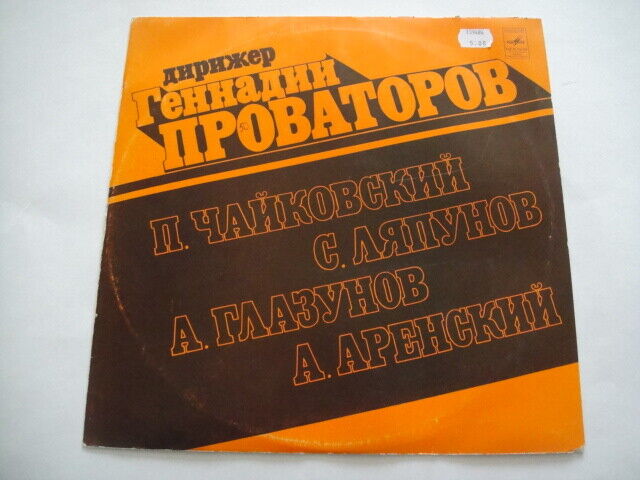 дирижер
Геннадий
ПРОВАТОРОВ
П. ЧАЙКОВСКИЙ
С. ЛЯПУНОВ
А. ГЛАЗУНОВ
А. АРЕНСКИЙ